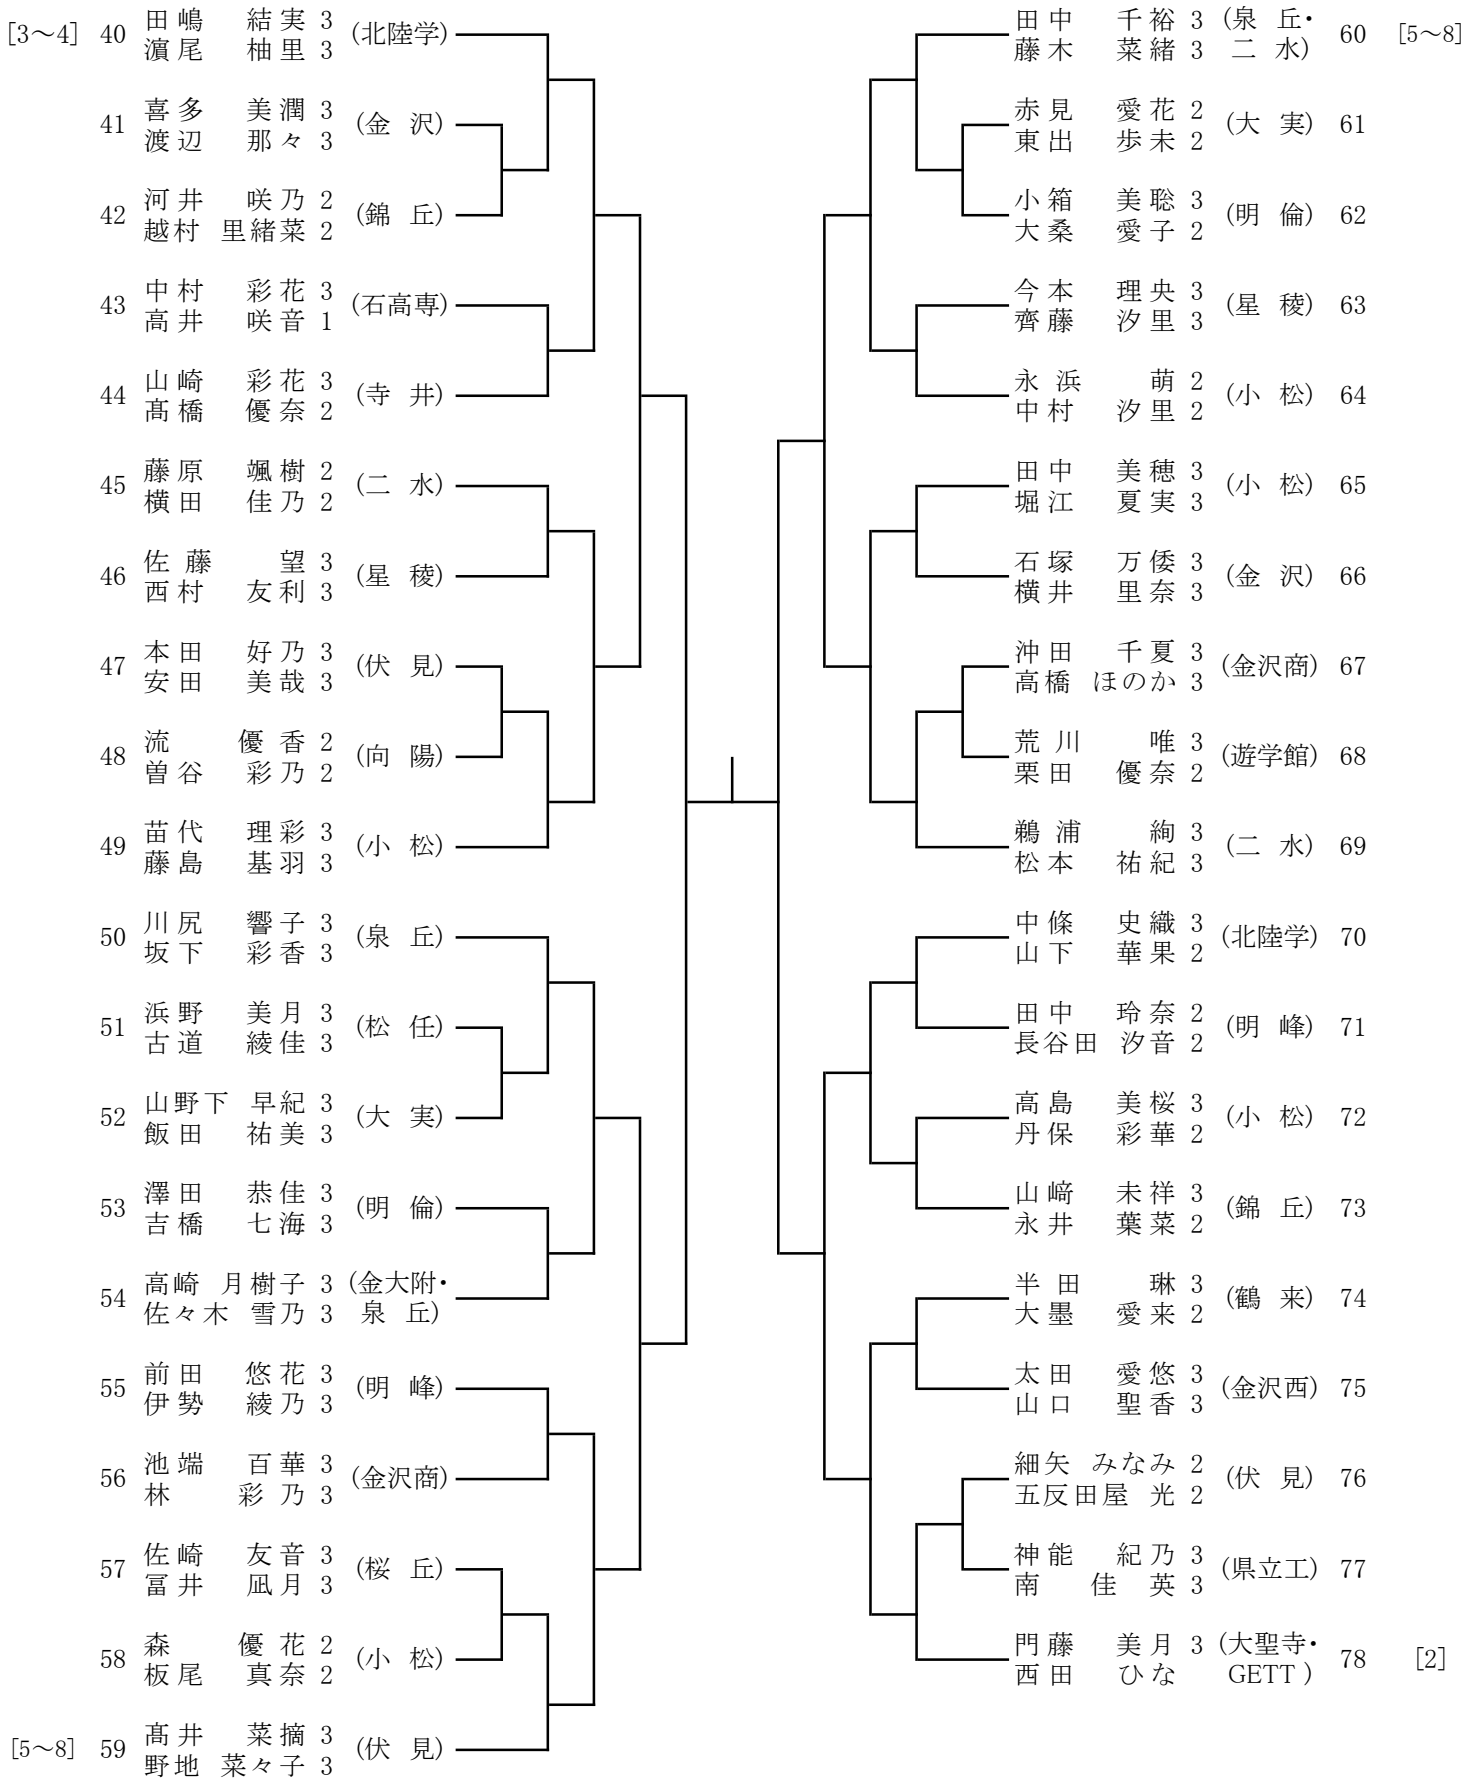 [3～4] 40 田嶋 結実 3 (北陸学)
濵尾 柚里 3
41 喜多 美潤 3 (金 沢)
渡辺 那々 3
42 河井 咲乃 2 (錦 丘)
越村 里緒菜 2
43 中村 彩花 3 (石高専)
高井 咲音 1
44 山崎 彩花 3 (寺 井)
髙橋 優奈 2
45 藤原 颯樹 2 (二 水)
横田 佳乃 2
46 佐藤 望 3 (星 稜)
西村 友利 3
47 本田 好乃 3 (伏 見)
安田 美哉 3
48 流 優香 2 (向 陽)
曽谷 彩乃 2
49 苗代 理彩 3 (小 松)
藤島 基羽 3
50 川尻 響子 3 (泉 丘)
坂下 彩香 3
51 浜野 美月 3 (松 任)
古道 綾佳 3
52 山野下 早紀 3 (大 実)
飯田 祐美 3
53 澤田 恭佳 3 (明 倫)
吉橋 七海 3
54 高崎 月樹子 3 (金大附・
佐々木 雪乃 3 泉 丘)
55 前田 悠花 3 (明 峰)
伊勢 綾乃 3
56 池端 百華 3 (金沢商)
林 彩乃 3
57 佐崎 友音 3 (桜 丘)
冨井 凪月 3
58 森 優花 2 (小 松)
板尾 真奈 2
[5～8] 59 髙井 菜摘 3 (伏 見)
野地 菜々子 3
田中 千裕 3 (泉 丘・ 60 [5～8]
藤木 菜緒 3 二 水)
赤見 愛花 2 (大 実) 61
東出 歩未 2
小箱 美聡 3 (明 倫) 62
大桑 愛子 2
今本 理央 3 (星 稜) 63
齊藤 汐里 3
永浜 萌 2 (小 松) 64
中村 汐里 2
田中 美穂 3 (小 松) 65
堀江 夏実 3
石塚 万倭 3 (金 沢) 66
横井 里奈 3
沖田 千夏 3 (金沢商) 67
高橋 ほのか 3
荒川 唯 3 (遊学館) 68
栗田 優奈 2
鵜浦 絢 3 (二 水) 69
松本 祐紀 3
中條 史織 3 (北陸学) 70
山下 華果 2
田中 玲奈 2 (明 峰) 71
長谷田 汐音 2
高島 美桜 3 (小 松) 72
丹保 彩華 2
山﨑 未祥 3 (錦 丘) 73
永井 葉菜 2
半田 琳 3 (鶴 来) 74
大墨 愛来 2
太田 愛悠 3 (金沢西) 75
山口 聖香 3
細矢 みなみ 2 (伏 見) 76
五反田屋 光 2
神能 紀乃 3 (県立工) 77
南 佳英 3
門藤 美月 3 (大聖寺・ 78 [2]
西田 ひな GETT )